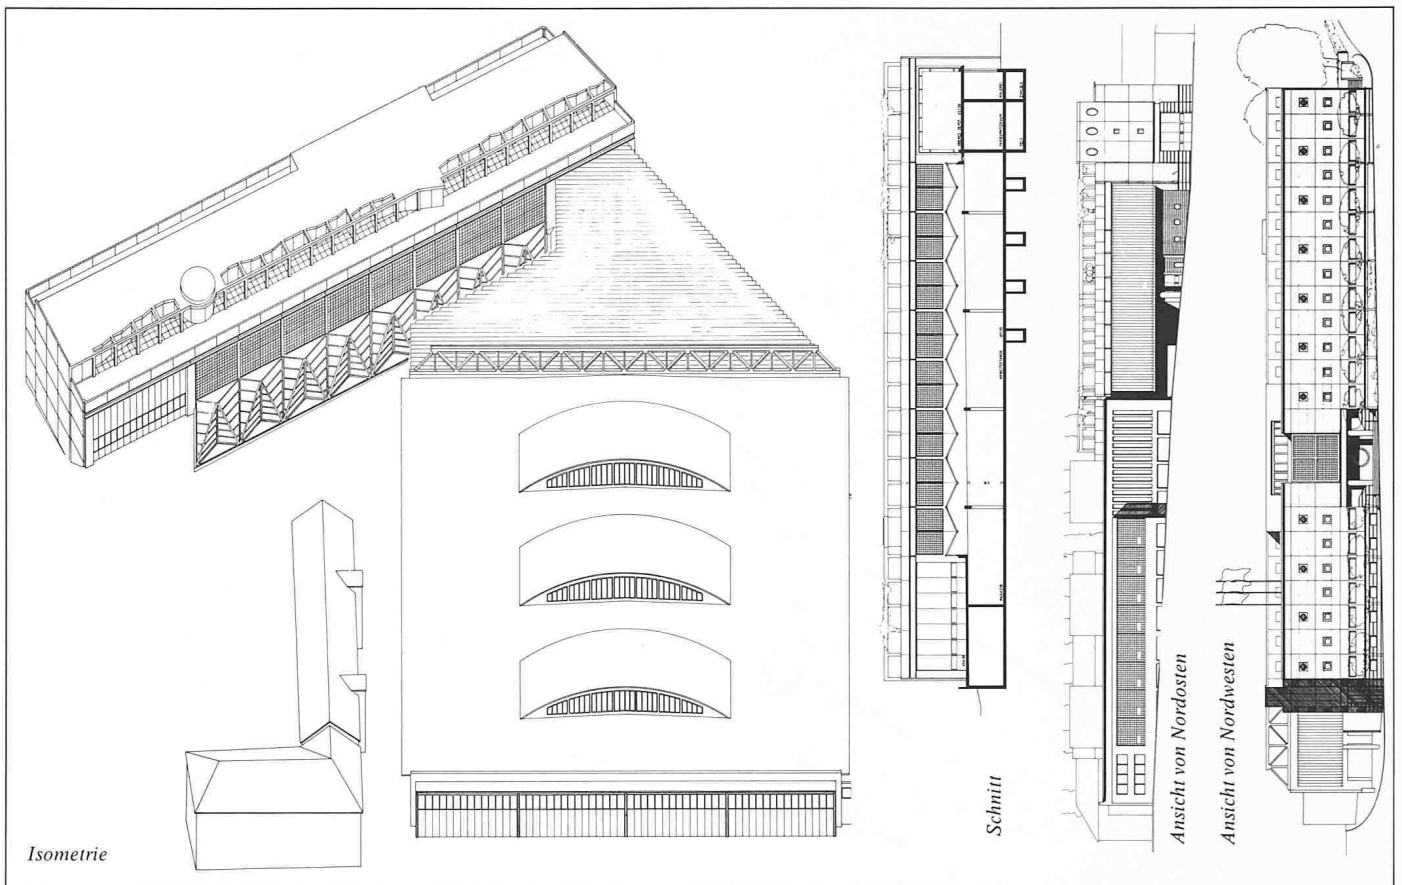 Isometrie
Schnitt
Ansicht von Nordosten
Ansicht von Nordwesten